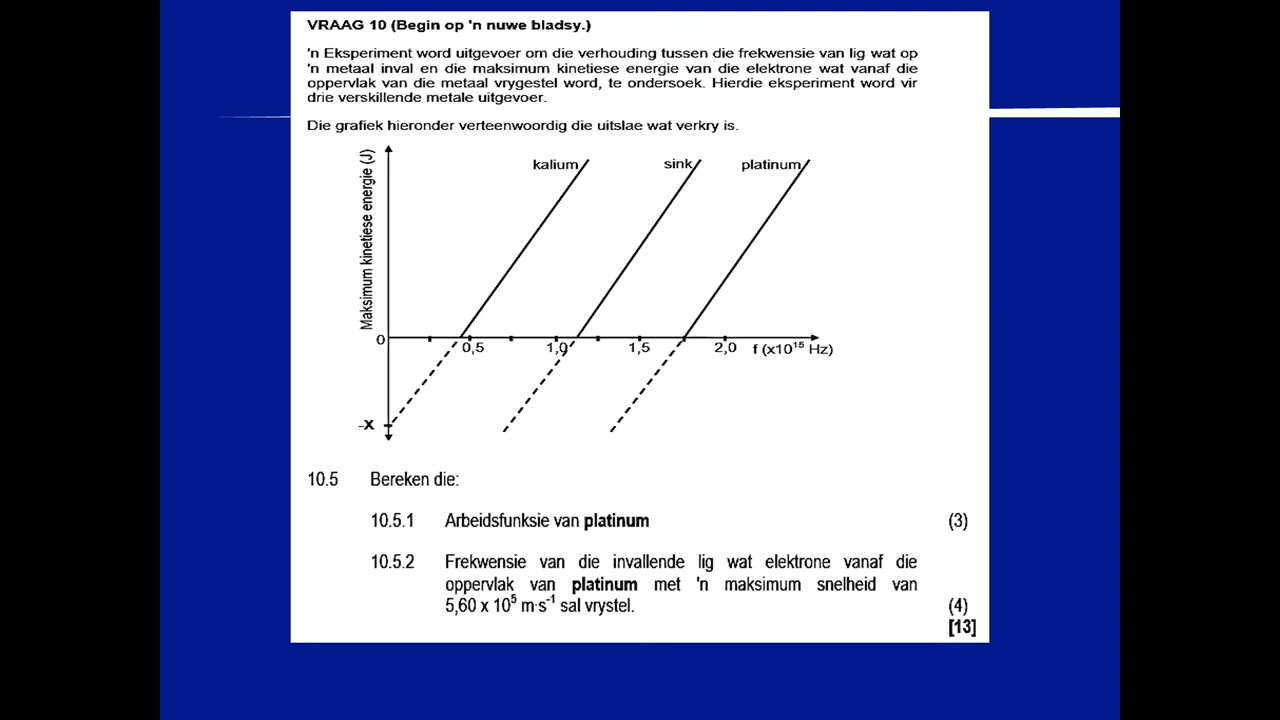 VRAAG 10 (Begin op 'n nuwe bladsy.)
'n Eksperiment word uitgevoer om die verhouding tussen die frekwensie van lig wat op
'n metaal inval en die maksimum kinetiese energie van die elektrone wat vanaf die
oppervlak van die metaal vrygestel word, te ondersoek. Hierdie eksperiment word vir
drie verskillende metale uitgevoer.
Die grafiek hieronder verteenwoordig die uitslae wat verkry is.
Maksimum kinetiese energie (J)
kalium
sink
platinum
0
0,5
1,0
1,5
2,0
f (x10¹⁵ Hz)
-X
10.5 Bereken die:
10.5.1 Arbeidsfunksie van platinum (3)
10.5.2 Frekwensie van die invallende lig wat elektrone vanaf die
oppervlak van platinum met 'n maksimum snelheid van
5,60 x 10⁵ m·s⁻¹ sal vrystel. (4)
[13]